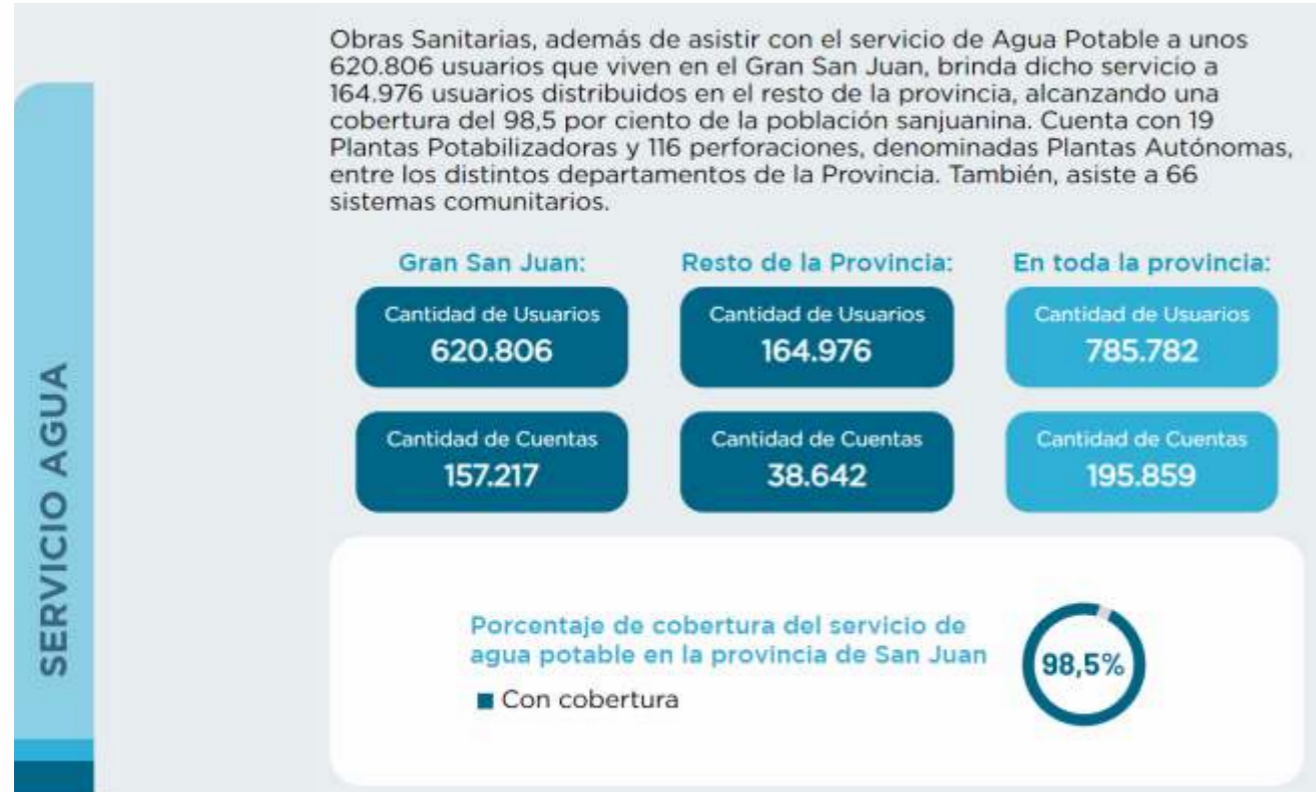 Obras Sanitarias, además de asistir con el servicio de Agua Potable a unos
620.806 usuarios que viven en el Gran San Juan, brinda dicho servicio a
164.976 usuarios distribuidos en el resto de la provincia, alcanzando una
cobertura del 98,5 por ciento de la población sanjuanina. Cuenta con 19
Plantas Potabilizadoras y 116 perforaciones, denominadas Plantas Autónomas,
entre los distintos departamentos de la Provincia. También, asiste a 66
sistemas comunitarios.
SERVICIO AGUA
Gran San Juan:
Cantidad de Usuarios
620.806
Cantidad de Cuentas
157.217
Resto de la Provincia:
Cantidad de Usuarios
164.976
Cantidad de Cuentas
38.642
En toda la provincia:
Cantidad de Usuarios
785.782
Cantidad de Cuentas
195.859
Porcentaje de cobertura del servicio de
agua potable en la provincia de San Juan
Con cobertura
98,5%